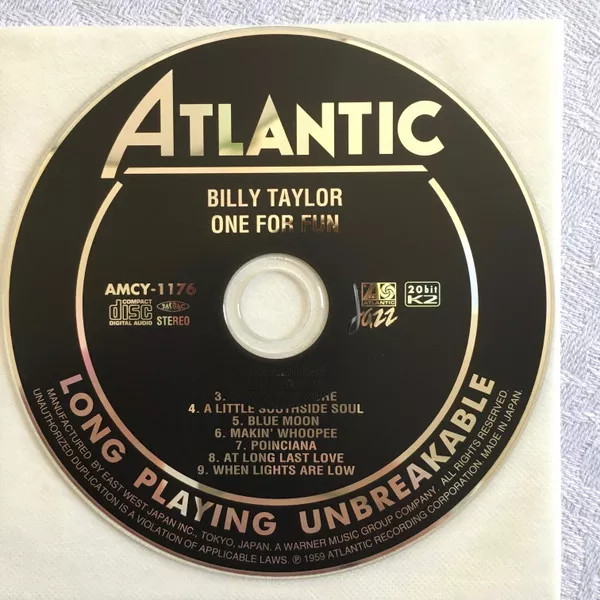 ATLANTIC
BILLY TAYLOR
ONE FOR FUN
AMCY-1176
COMPACT
disc
DIGITAL AUDIO
STEREO
ATLANTIC
Jazz
20bit
K2
3.
4. A LITTLE SOUTHSIDE SOUL
5. BLUE MOON
6. MAKIN' WHOOPEE
7. POINCIANA
8. AT LONG LAST LOVE
9. WHEN LIGHTS ARE LOW
LONG PLAYING UNBREAKABLE
MANUFACTURED BY EAST WEST JAPAN INC., TOKYO, JAPAN. A WARNER MUSIC GROUP COMPANY. ALL RIGHTS RESERVED.
UNAUTHORIZED DUPLICATION IS A VIOLATION OF APPLICABLE LAWS. ℗ 1959 ATLANTIC RECORDING CORPORATION. MADE IN JAPAN.